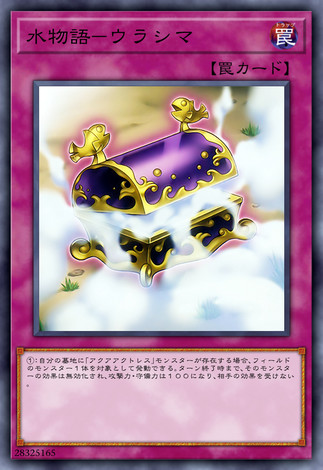 水物語－ウラシマ
トラップ
罠
【罠カード】
①：自分の墓地に「アクアアクトレス」モンスターが存在する場合、フィールド
のモンスター１体を対象として発動できる。ターン終了時まで、そのモンス
ターの効果は無効化され、攻撃力・守備力は１００になり、相手の効果を受けない
。
28325165